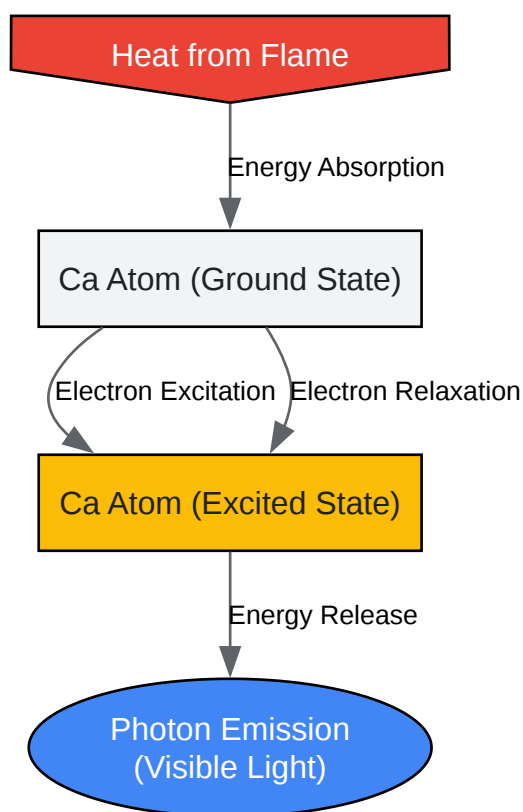 Heat from Flame
Energy Absorption
Ca Atom (Ground State)
Electron Excitation
Electron Relaxation
Ca Atom (Excited State)
Energy Release
Photon Emission
(Visible Light)